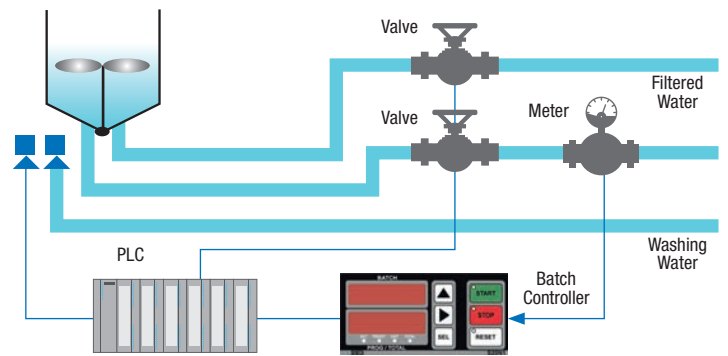 Valve
Filtered
Water
Valve
Meter
Washing
Water
PLC
Batch
Controller
BATCH
START
STOP
SEL
RESET
PROG / TOTAL